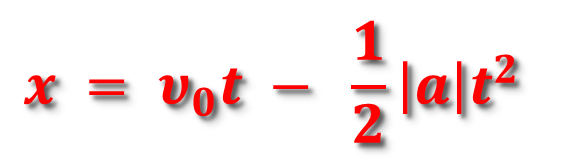 x = v₀t − 1/2 |a|t²